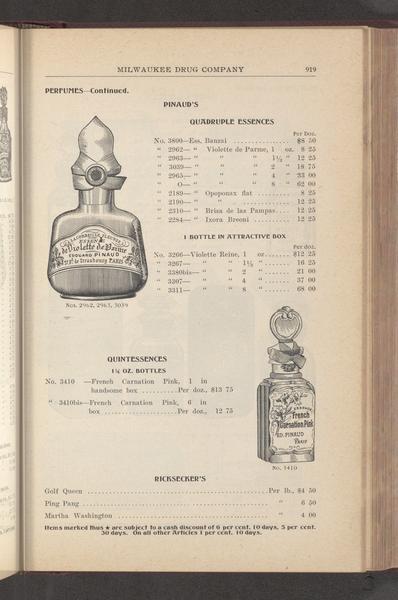 MILWAUKEE DRUG COMPANY 919
PERFUMES—Continued.
PINAUD'S
QUADRUPLE ESSENCES
Per Doz.
No. 3800—Ess. Banzai ................ $8 50
" 2962— " Violette de Parme, 1 oz. 8 25
" 2963— " " " 1½ " 12 25
" 3039— " " " 2 " 18 75
" 2965— " " " 4 " 33 00
" O— " " " 8 " 62 00
" 2189— " Opoponax flat .......... 8 25
" 2190— " " .................. 12 25
" 2310— " Brisa de las Pampas.... 12 25
" 2284— " Ixora Breoni ............ 12 25
ESSENCE
de Violette de Parme
EDOUARD PINAUD
Bd. de Strasbourg PARIS
Nos. 2962, 2963, 3039
1 BOTTLE IN ATTRACTIVE BOX
Per doz.
No. 3266—Violette Reine, 1 oz....... $12 25
" 3267— " " 1½ " ....... 16 25
" 3380bis— " " 2 " ....... 21 00
" 3307— " " 4 " ....... 37 00
" 3311— " " 8 " ....... 68 00
QUINTESSENCES
1¼ OZ. BOTTLES
No. 3410 —French Carnation Pink, 1 in
handsome box ..........Per doz., $13 75
" 3410bis—French Carnation Pink, 6 in
box ....................Per doz., 12 75
ESSENCE
French
Carnation Pink
ED. PINAUD
PARIS
No. 3410
RICKSECKER'S
Golf Queen ................................................Per lb., $4 50
Ping Pang ................................................ " 6 50
Martha Washington ................................................ " 4 00
Items marked thus ★ are subject to a cash discount of 6 per cent. 10 days, 5 per cent.
30 days. On all other Articles 1 per cent. 10 days.